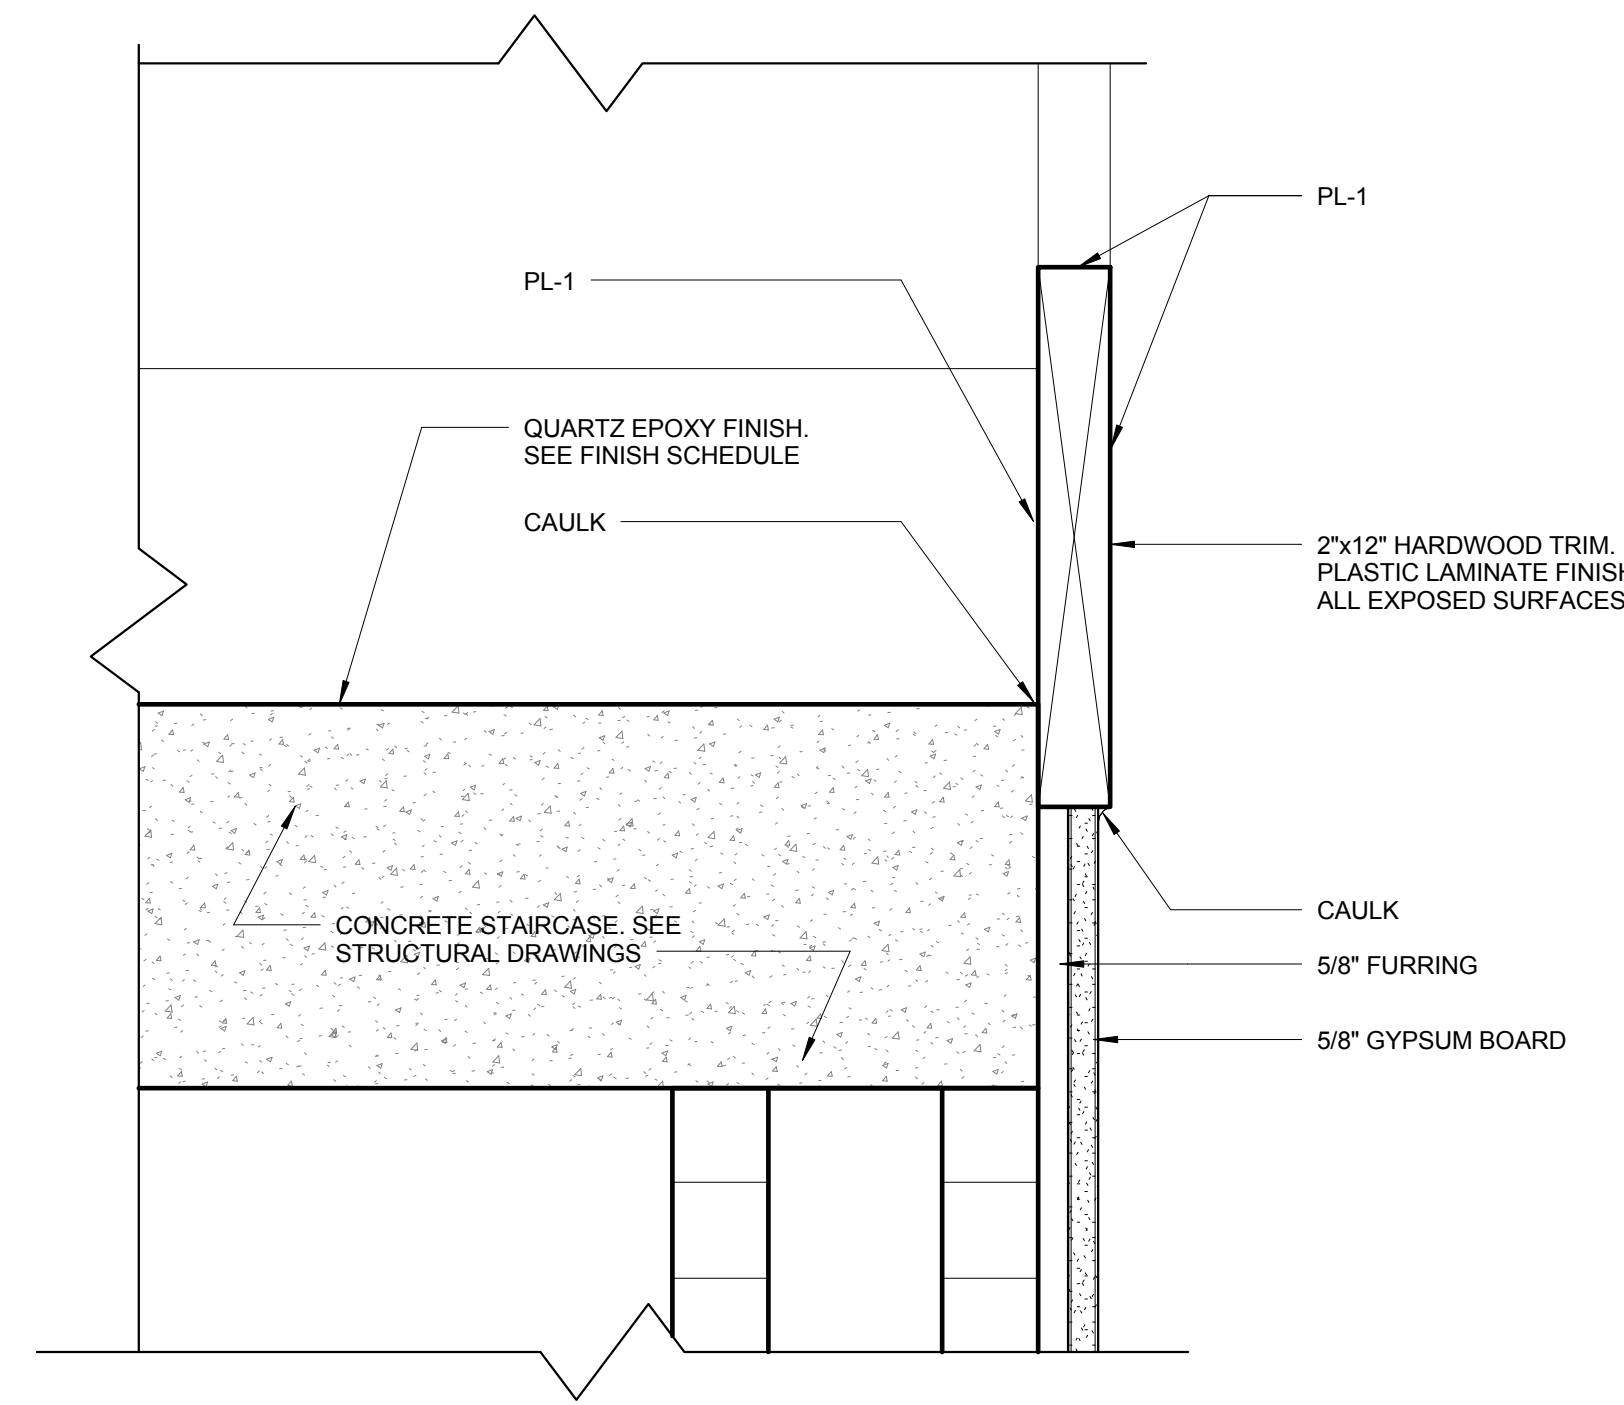 PL-1
PL-1
QUARTZ EPOXY FINISH.
SEE FINISH SCHEDULE
CAULK
2"x12" HARDWOOD TRIM.
PLASTIC LAMINATE FINISH
ALL EXPOSED SURFACES
CONCRETE STAIRCASE. SEE
STRUCTURAL DRAWINGS
CAULK
5/8" FURRING
5/8" GYPSUM BOARD